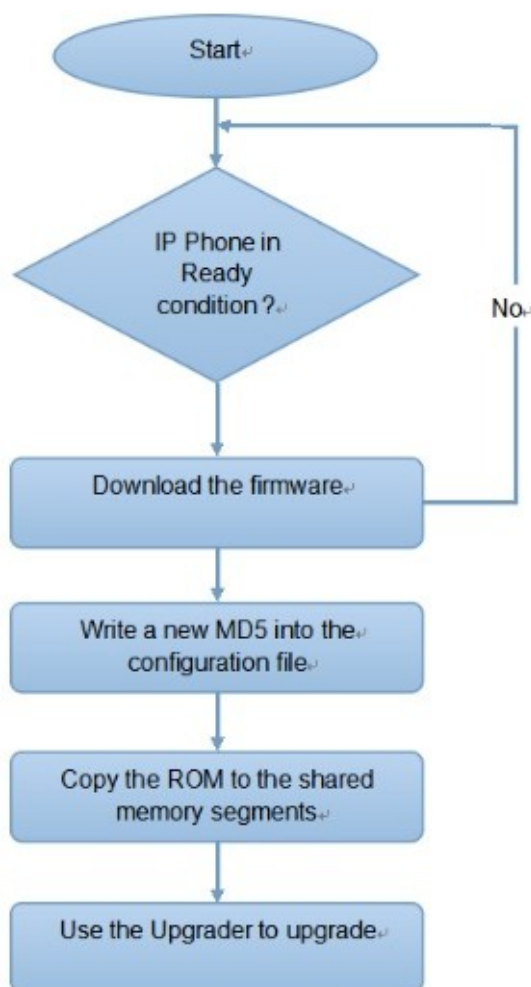 Start
IP Phone in
Ready
condition ?
No
Download the firmware
Write a new MD5 into the
configuration file
Copy the ROM to the shared
memory segments
Use the Upgrader to upgrade